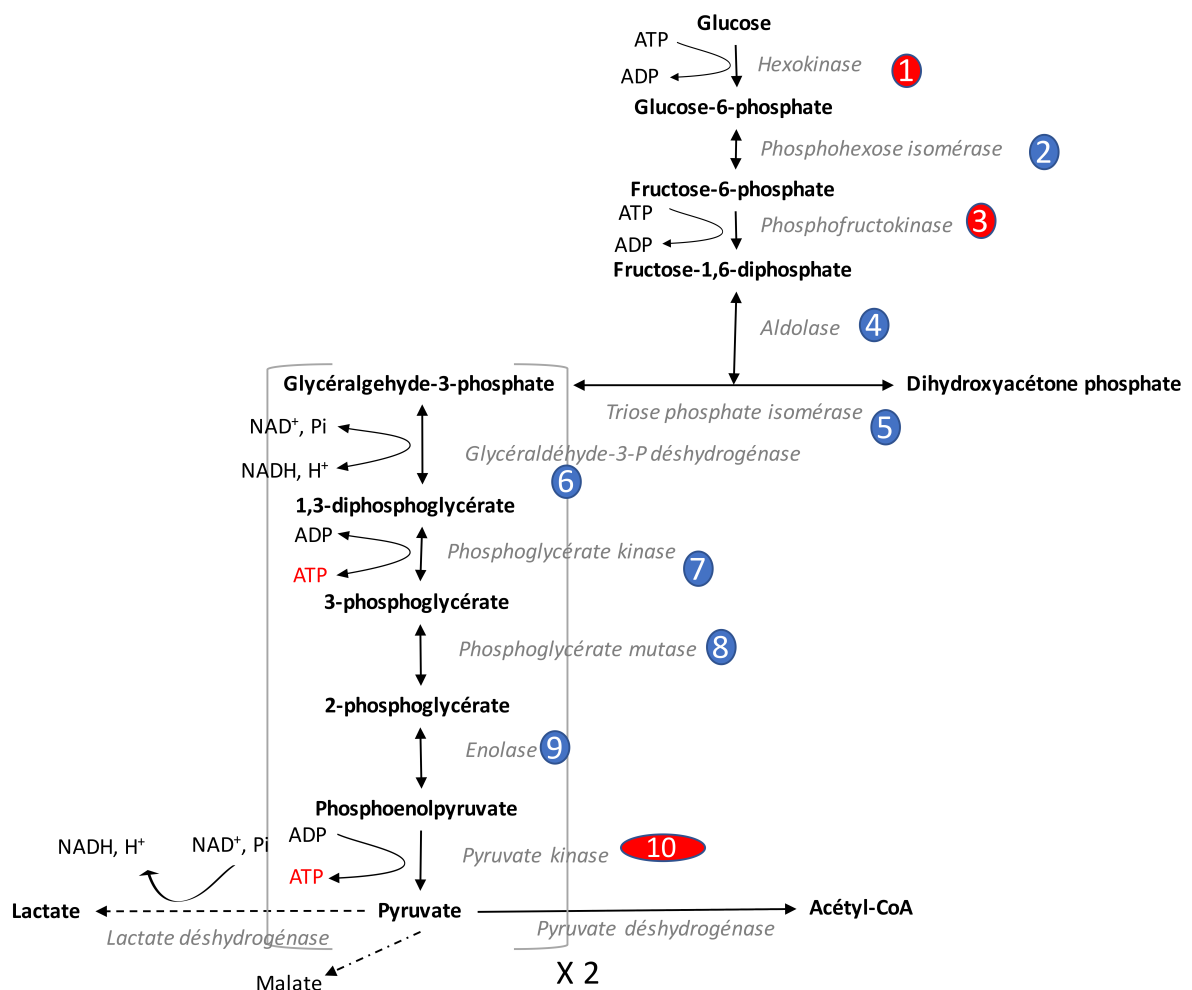 Glucose
ATP
ADP
Hexokinase 1
Glucose-6-phosphate
Phosphohexose isomérase 2
Fructose-6-phosphate
ATP
ADP
Phosphofructokinase 3
Fructose-1,6-diphosphate
Aldolase 4
Glycéralgehyde-3-phosphate
Dihydroxyacétone phosphate
Triose phosphate isomérase 5
NAD+, Pi
NADH, H+
Glycéraldéhyde-3-P déshydrogénase
6
1,3-diphosphoglycérate
ADP
ATP
Phosphoglycérate kinase 7
3-phosphoglycérate
Phosphoglycérate mutase 8
2-phosphoglycérate
Enolase 9
Phosphoenolpyruvate
ADP
ATP
Pyruvate kinase 10
NADH, H+
NAD+, Pi
Lactate
Pyruvate
Acétyl-CoA
Lactate déshydrogénase
Pyruvate déshydrogénase
Malate
X 2